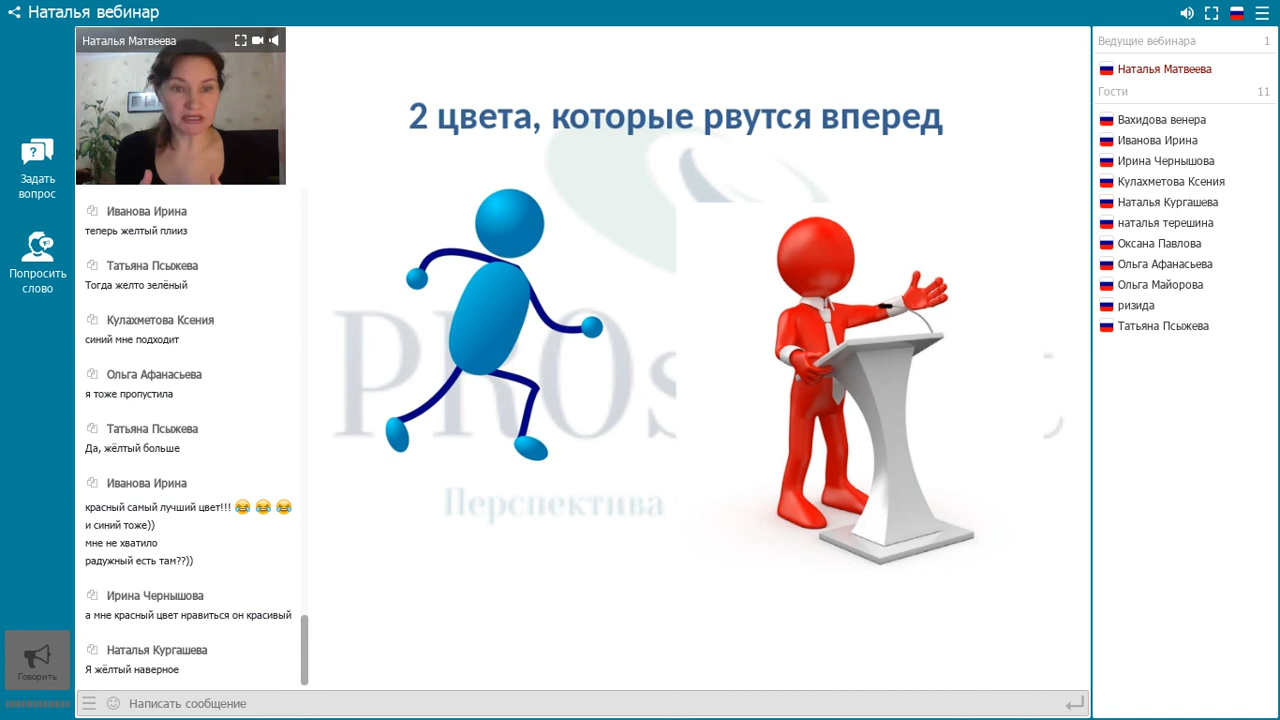 Наталья вебинар
Наталья Матвеева
Задать
вопрос
Попросить
слово
Говорить
2 цвета, которые рвутся вперед
PROs
Перспектива
Иванова Ирина
теперь желтый плииз
Татьяна Псыжева
Тогда желто зелёный
Кулахметова Ксения
синий мне подходит
Ольга Афанасьева
я тоже пропустила
Татьяна Псыжева
Да, жёлтый больше
Иванова Ирина
красный самый лучший цвет!!! 😂 😂 😂
и синий тоже))
мне не хватило
радужный есть там??))
Ирина Чернышова
а мне красный цвет нравиться он красивый
Наталья Кургашева
Я жёлтый наверное
Написать сообщение
Ведущие вебинара 1
Наталья Матвеева
Гости 11
Вахидова венера
Иванова Ирина
Ирина Чернышова
Кулахметова Ксения
Наталья Кургашева
наталья терешина
Оксана Павлова
Ольга Афанасьева
Ольга Майорова
ризида
Татьяна Псыжева